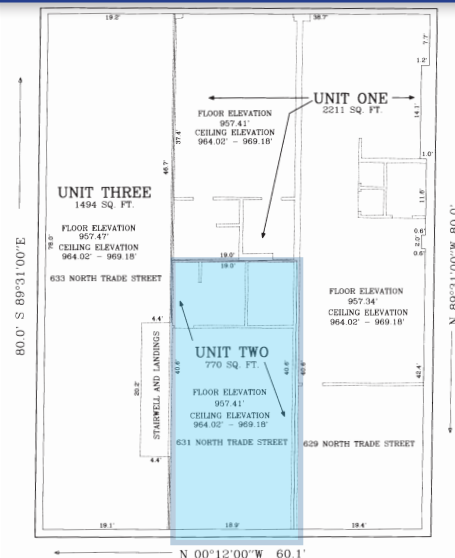 19.2'
38.7'
7.7'
1.2'
UNIT ONE
2211 SQ. FT.
14.1'
FLOOR ELEVATION
957.41'
CEILING ELEVATION
964.02' - 969.18'
37.4'
1.0'
46.7'
UNIT THREE
1494 SQ. FT.
11.6'
FLOOR ELEVATION
957.47'
CEILING ELEVATION
964.02' - 969.18'
78.0'
0.6'
2.0'
0.6'
80.0' S 89°31'00"E
N 89°31'00"W 80.0'
19.0'
19.0'
633 NORTH TRADE STREET
FLOOR ELEVATION
957.34'
CEILING ELEVATION
964.02' - 969.18'
4.4'
UNIT TWO
770 SQ. FT.
40.6'
40.6'
40.6'
42.4'
20.2'
STAIRWELL AND LANDINGS
FLOOR ELEVATION
957.41'
CEILING ELEVATION
964.02' - 969.18'
631 NORTH TRADE STREET
629 NORTH TRADE STREET
4.4'
19.1'
18.9'
19.4'
N 00°12'00"W 60.1'